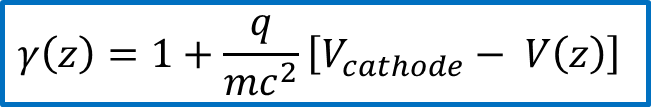 γ(z) = 1 + q/mc² [V_cathode − V(z)]